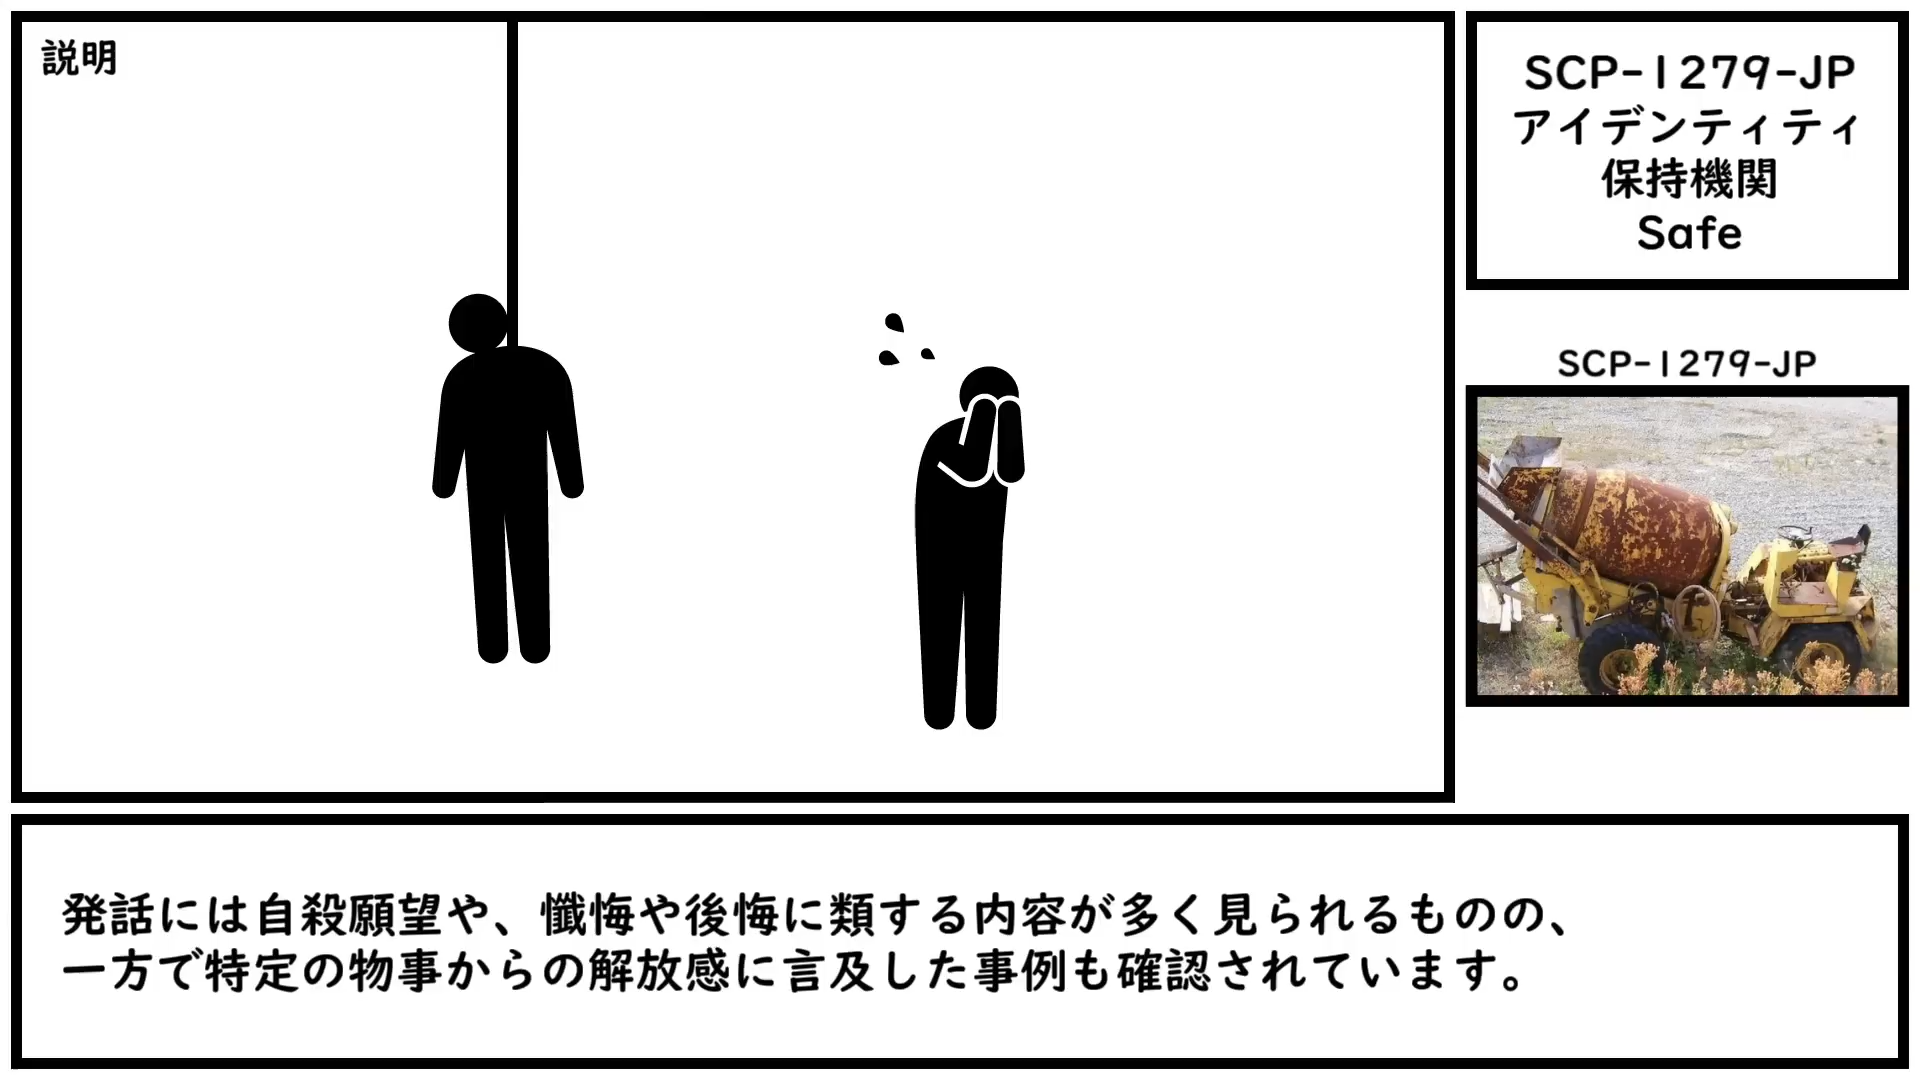 説明
SCP-1279-JP
アイデンティティ
保持機関
Safe
SCP-1279-JP
発話には自殺願望や、懺悔や後悔に類する内容が多く見られるものの、
一方で特定の物事からの解放感に言及した事例も確認されています。